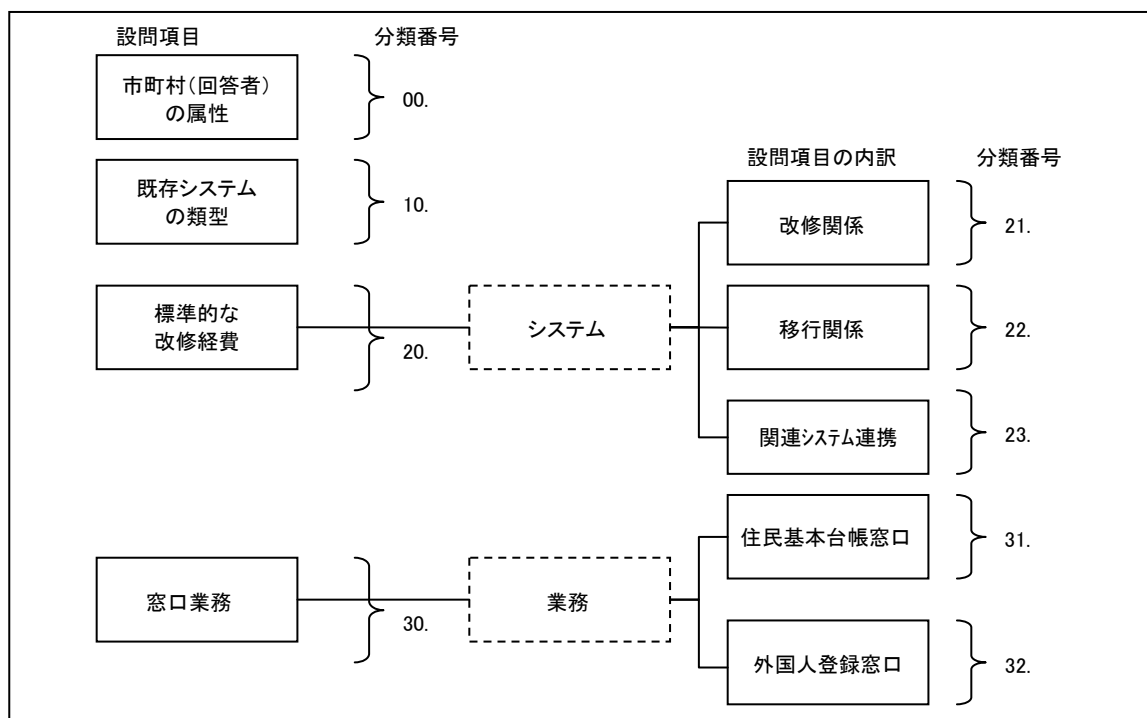 設問項目
分類番号
市町村(回答者)
の属性
00.
既存システム
の類型
10.
設問項目の内訳
分類番号
改修関係
21.
標準的な
改修経費
20.
システム
移行関係
22.
関連システム連携
23.
住民基本台帳窓口
31.
窓口業務
30.
業務
外国人登録窓口
32.